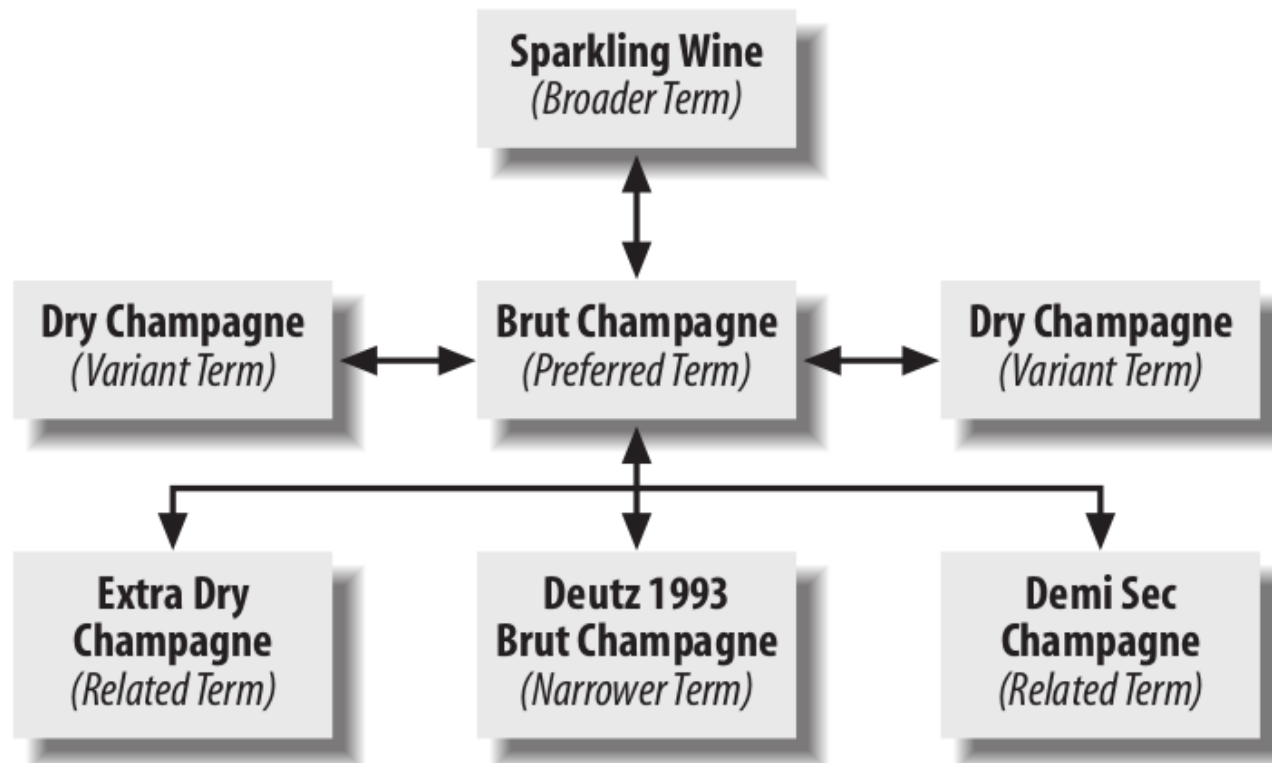 Sparkling Wine
(Broader Term)
Dry Champagne
(Variant Term)
Brut Champagne
(Preferred Term)
Dry Champagne
(Variant Term)
Extra Dry
Champagne
(Related Term)
Deutz 1993
Brut Champagne
(Narrower Term)
Demi Sec
Champagne
(Related Term)